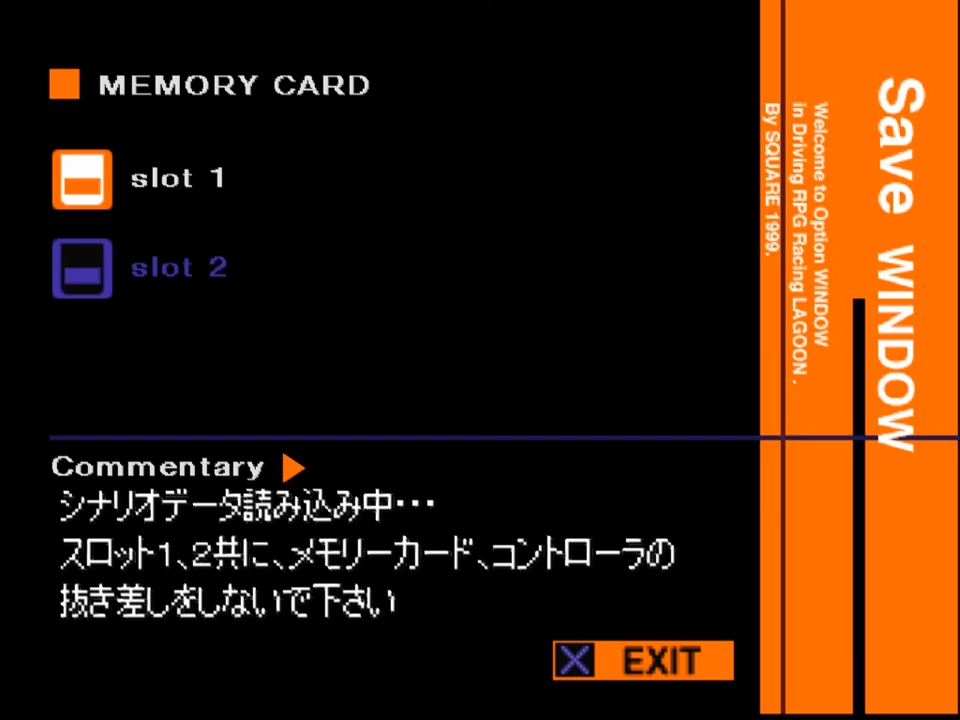 MEMORY CARD
slot 1
slot 2
Commentary
シナリオデータ読み込み中･･･
スロット1、2共に、メモリーカード、コントローラの
抜き差しをしないで下さい
EXIT
Save WINDOW
Welcome to Option WINDOW
in Driving RPG Racing LAGOON .
By SQUARE 1999.